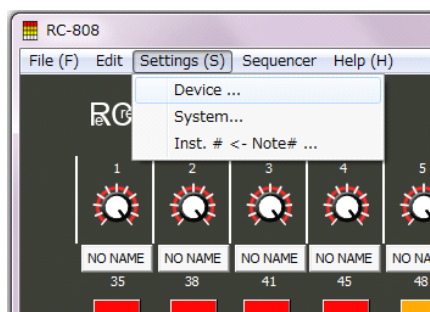 RC-808
File (F) Edit Settings (S) Sequencer Help (H)
Device ...
System...
Inst. # <- Note# ...
1 2 3 4 5
NO NAME NO NAME NO NAME NO NAME
35 38 41 45 48